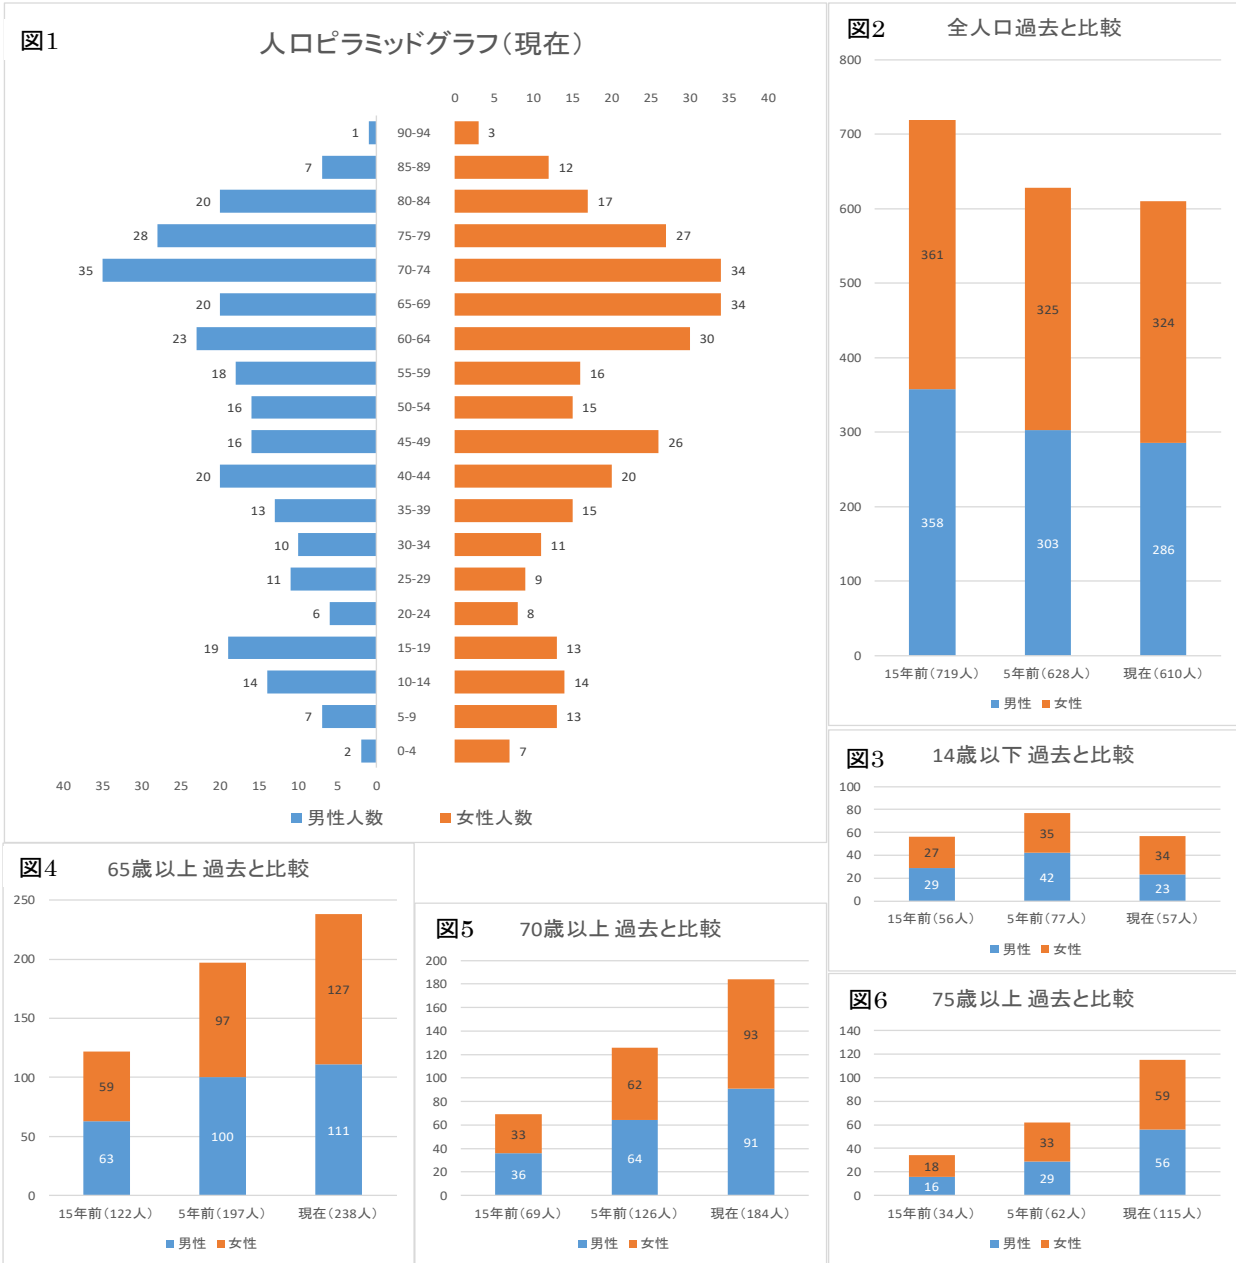 図1
人口ピラミッドグラフ(現在)
0 5 10 15 20 25 30 35 40
1 90-94 3
7 85-89 12
20 80-84 17
28 75-79 27
35 70-74 34
20 65-69 34
23 60-64 30
18 55-59 16
16 50-54 15
16 45-49 26
20 40-44 20
13 35-39 15
10 30-34 11
11 25-29 9
6 20-24 8
19 15-19 13
14 10-14 14
7 5-9 13
2 0-4 7
40 35 30 25 20 15 10 5 0
男性人数 女性人数
図2
全人口過去と比較
800
700
600
500
400
300
200
100
0
361 325 324
358 303 286
15年前(719人) 5年前(628人) 現在(610人)
男性 女性
図3
14歳以下 過去と比較
100
80
60
40
20
0
27 35 34
29 42 23
15年前(56人) 5年前(77人) 現在(57人)
男性 女性
図4
65歳以上 過去と比較
250
200
150
100
50
0
59 97 127
63 100 111
15年前(122人) 5年前(197人) 現在(238人)
男性 女性
図5
70歳以上 過去と比較
200
180
160
140
120
100
80
60
40
20
0
33 62 93
36 64 91
15年前(69人) 5年前(126人) 現在(184人)
男性 女性
図6
75歳以上 過去と比較
140
120
100
80
60
40
20
0
18 33 59
16 29 56
15年前(34人) 5年前(62人) 現在(115人)
男性 女性